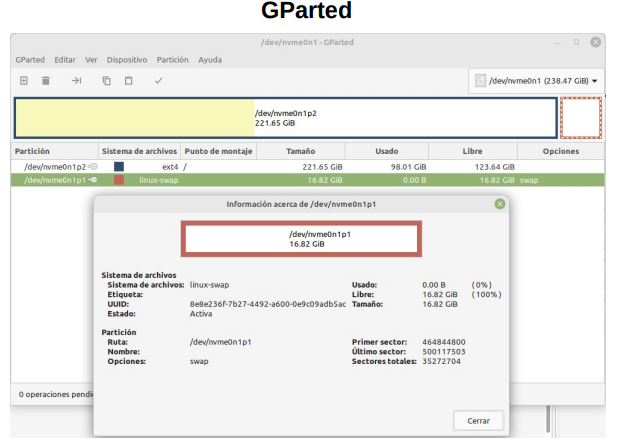 GParted
/dev/nvme0n1 - GParted
GParted Editar Ver Dispositivo Partición Ayuda
/dev/nvme0n1 (238.47 GiB)
/dev/nvme0n1p2
221.65 GiB
Partición Sistema de archivos Punto de montaje Tamaño Usado Libre Opciones
/dev/nvme0n1p2 ext4 / 221.65 GiB 98.01 GiB 123.64 GiB
/dev/nvme0n1p1 linux-swap 16.82 GiB 0.00 B 16.82 GiB swap
Información acerca de /dev/nvme0n1p1
/dev/nvme0n1p1
16.82 GiB
Sistema de archivos
Sistema de archivos: linux-swap Usado: 0.00 B (0%)
Etiqueta: Libre: 16.82 GiB (100%)
UUID: 8e8e236f-7b27-4492-a600-0e9c09adb5ac Tamaño: 16.82 GiB
Estado: Activa
Partición
Ruta: /dev/nvme0n1p1 Primer sector: 464844800
Nombre: Último sector: 500117503
Opciones: swap Sectores totales: 35272704
0 operaciones pendi
Cerrar